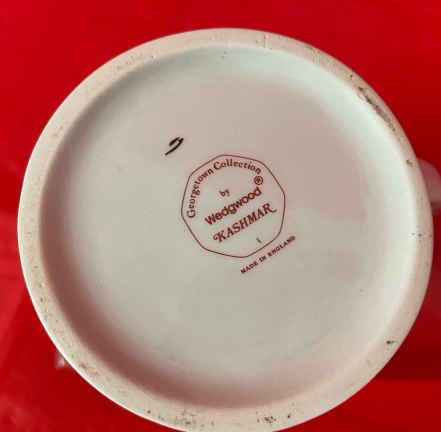 Georgetown Collection
by
Wedgwood®
KASHMAR
MADE IN ENGLAND